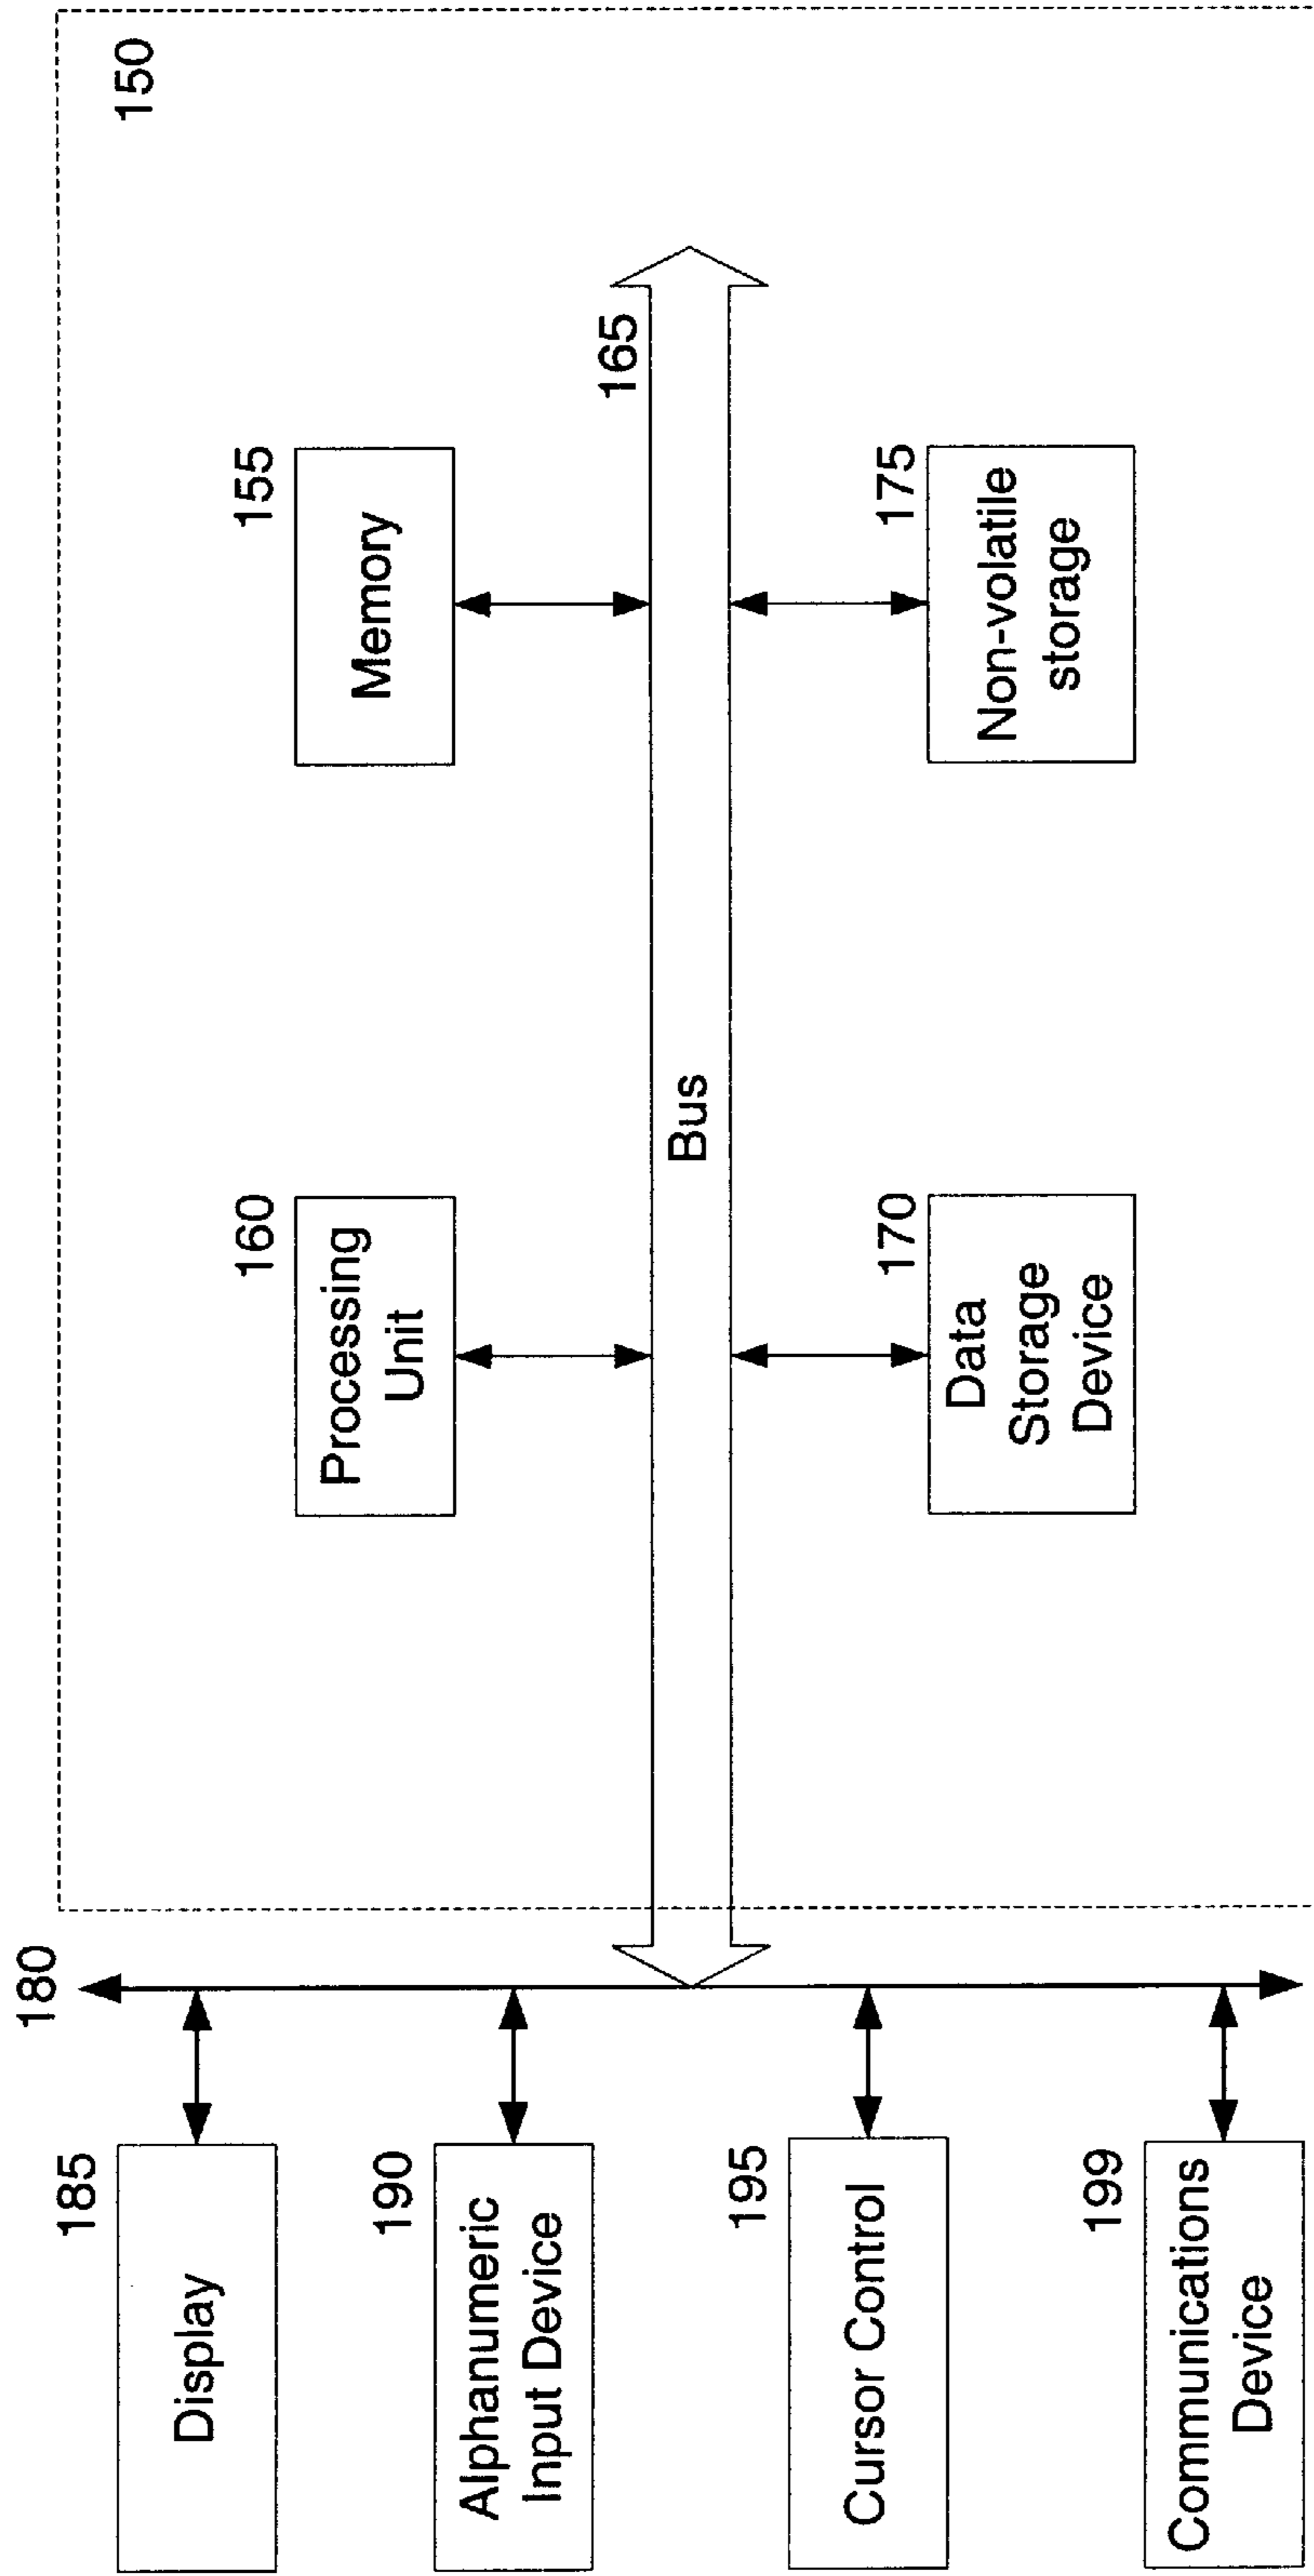 180
185
Display
190
Alphanumeric
Input Device
195
Cursor Control
199
Communications
Device
150
160
Processing
Unit
155
Memory
165
Bus
170
Data
Storage
Device
175
Non-volatile
storage